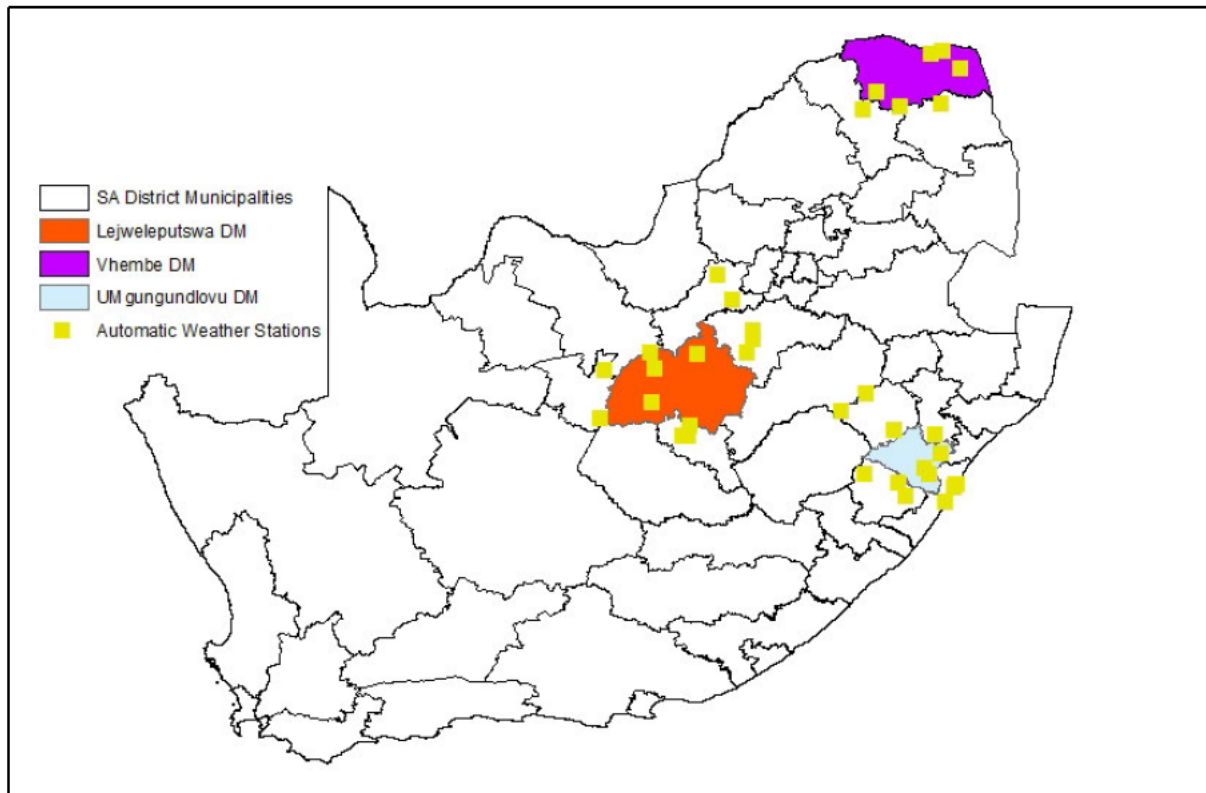 SA District Municipalities
Lejweleputswa DM
Vhembe DM
UMgungundlovu DM
Automatic Weather Stations